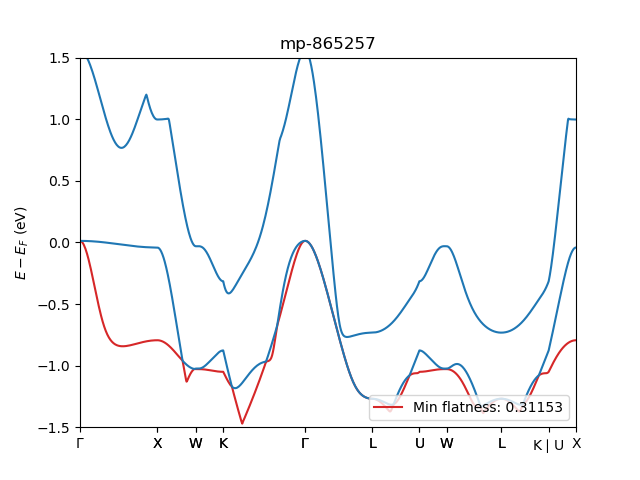 mp-865257
E − E_F (eV)
1.5
1.0
0.5
0.0
−0.5
−1.0
−1.5
Min flatness: 0.31153
Γ X W K Γ L U W L K | U X